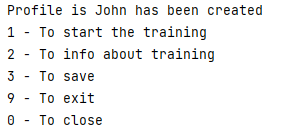 Profile is John has been created
1 - To start the training
2 - To info about training
3 - To save
9 - To exit
0 - To close